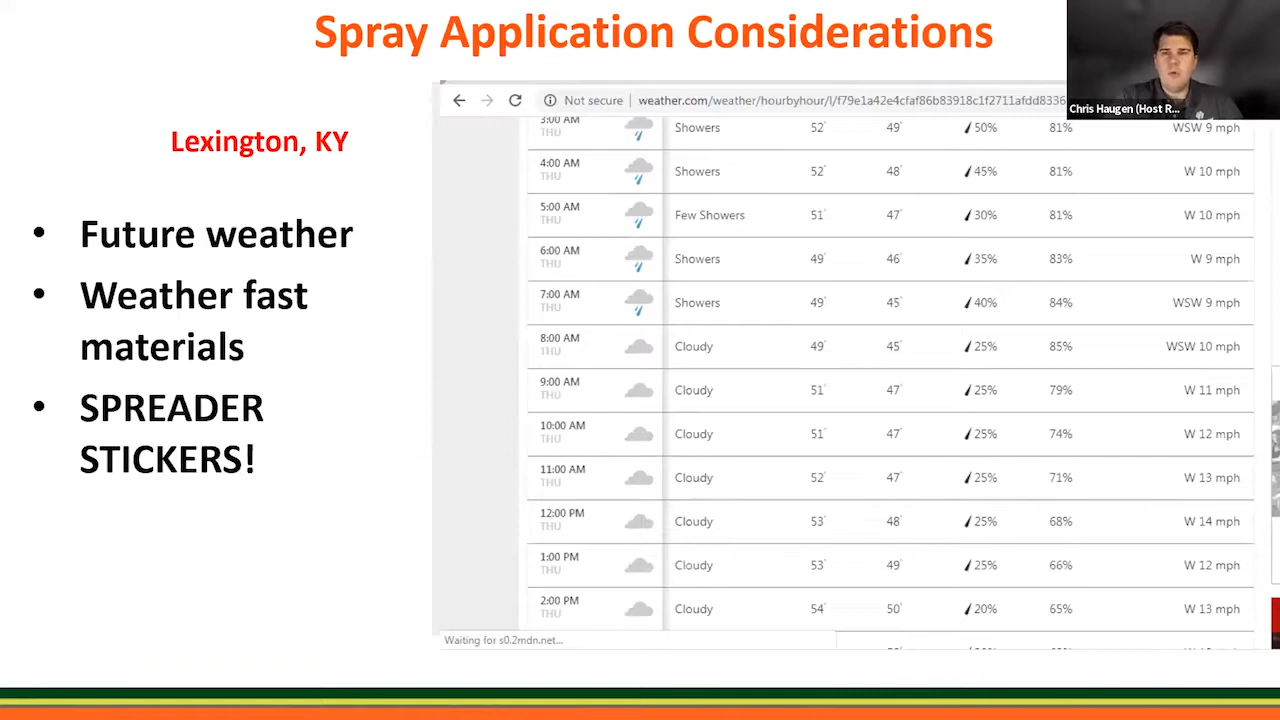 Spray Application Considerations
Chris Haugen (Host R...
Lexington, KY
• Future weather
• Weather fast
materials
• SPREADER
STICKERS!
Not secure | weather.com/weather/hourbyhour/l/f79e1a42e4cfaf86b83918c1f2711afdd8336
3:00 AM THU Showers 52° 49° 50% 81% WSW 9 mph
4:00 AM THU Showers 52° 48° 45% 81% W 10 mph
5:00 AM THU Few Showers 51° 47° 30% 81% W 10 mph
6:00 AM THU Showers 49° 46° 35% 83% W 9 mph
7:00 AM THU Showers 49° 45° 40% 84% WSW 9 mph
8:00 AM THU Cloudy 49° 45° 25% 85% WSW 10 mph
9:00 AM THU Cloudy 51° 47° 25% 79% W 11 mph
10:00 AM THU Cloudy 51° 47° 25% 74% W 12 mph
11:00 AM THU Cloudy 52° 47° 25% 71% W 13 mph
12:00 PM THU Cloudy 53° 48° 25% 68% W 14 mph
1:00 PM THU Cloudy 53° 49° 25% 66% W 12 mph
2:00 PM THU Cloudy 54° 50° 20% 65% W 13 mph
Waiting for s0.2mdn.net...